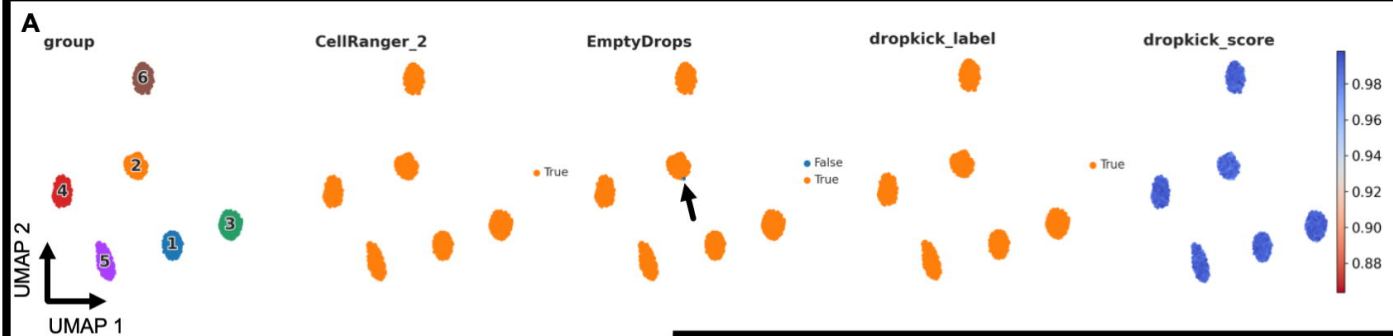 A
group
CellRanger_2
EmptyDrops
dropkick_label
dropkick_score
6
2
4
3
1
5
True
False
True
True
0.98
0.96
0.94
0.92
0.90
0.88
UMAP 2
UMAP 1